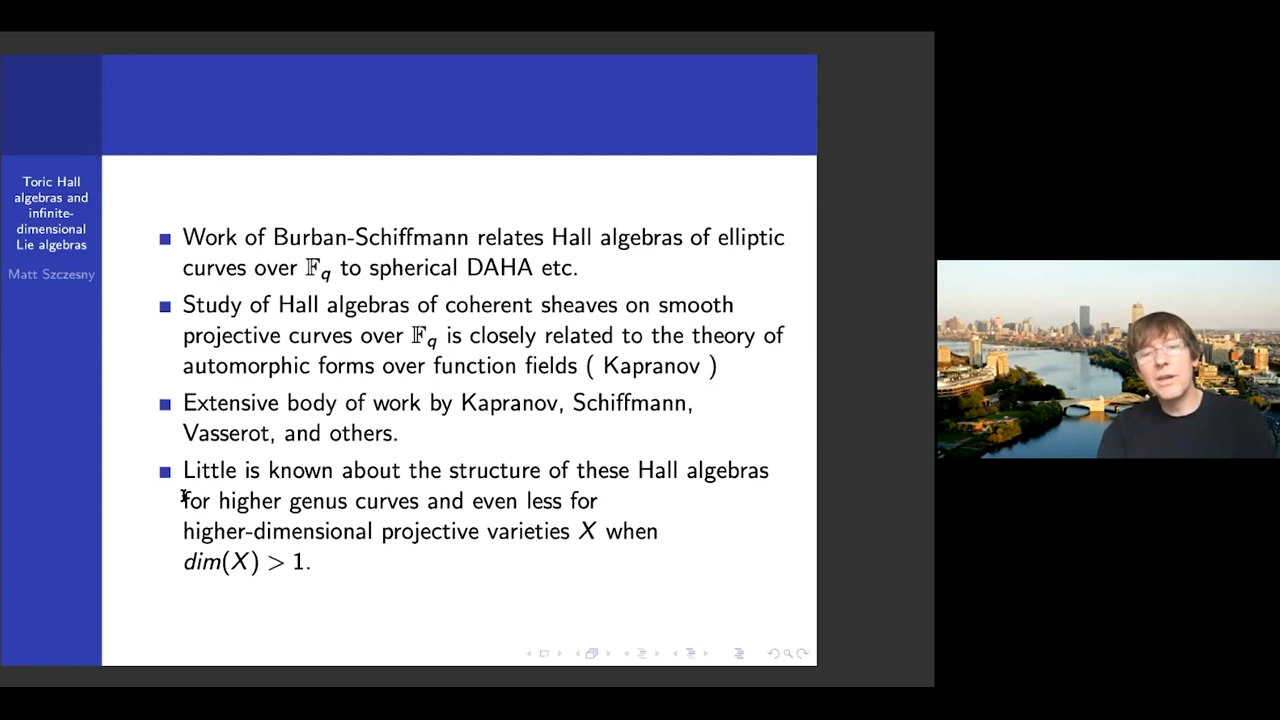 Toric Hall
algebras and
infinite-
dimensional
Lie algebras
Matt Szczesny
Work of Burban-Schiffmann relates Hall algebras of elliptic
curves over 𝔽q to spherical DAHA etc.
Study of Hall algebras of coherent sheaves on smooth
projective curves over 𝔽q is closely related to the theory of
automorphic forms over function fields ( Kapranov )
Extensive body of work by Kapranov, Schiffmann,
Vasserot, and others.
Little is known about the structure of these Hall algebras
for higher genus curves and even less for
higher-dimensional projective varieties X when
dim(X) > 1.